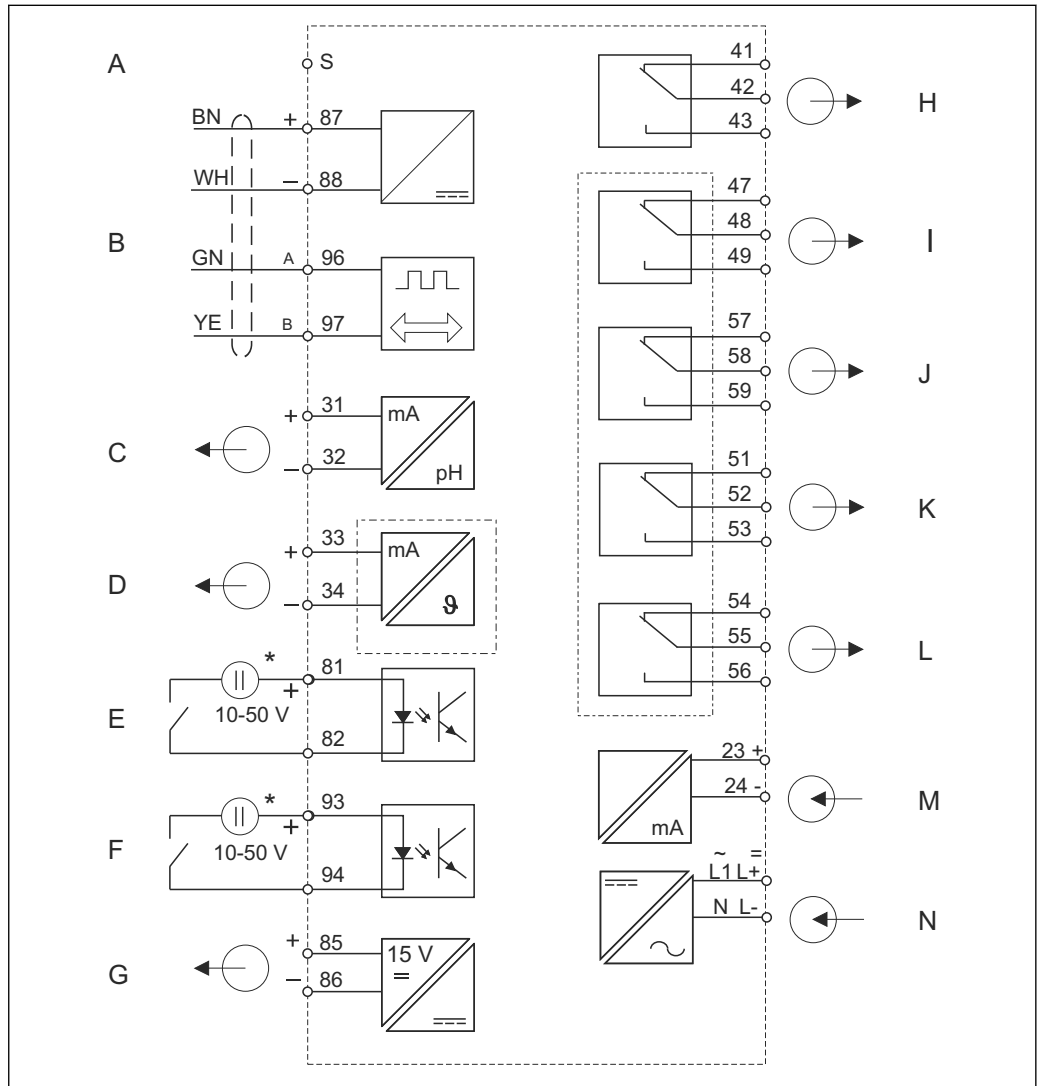 A
S
BN + 87
WH – 88
B
GN A 96
YE B 97
C
+ 31 mA
– 32 pH
D
+ 33 mA
– 34 ϑ
E
* + 81
10-50 V
82
F
* + 93
10-50 V
94
G
+ 85 15 V
– 86
41
42
43
H
47
48
49
I
57
58
59
J
51
52
53
K
54
55
56
L
23 +
24 -
mA
M
~ =
L1 L+
N L-
N